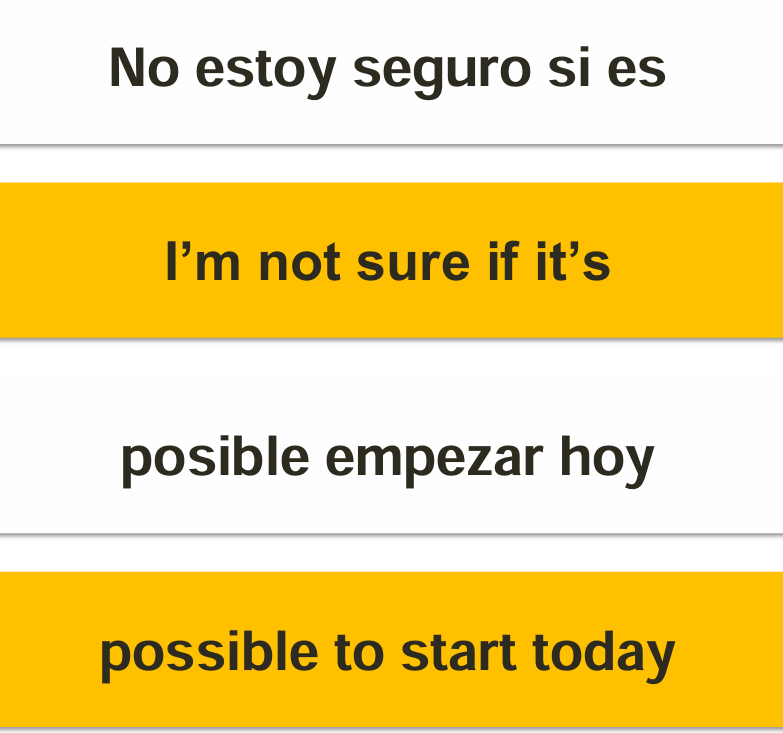 No estoy seguro si es
I’m not sure if it’s
posible empezar hoy
possible to start today